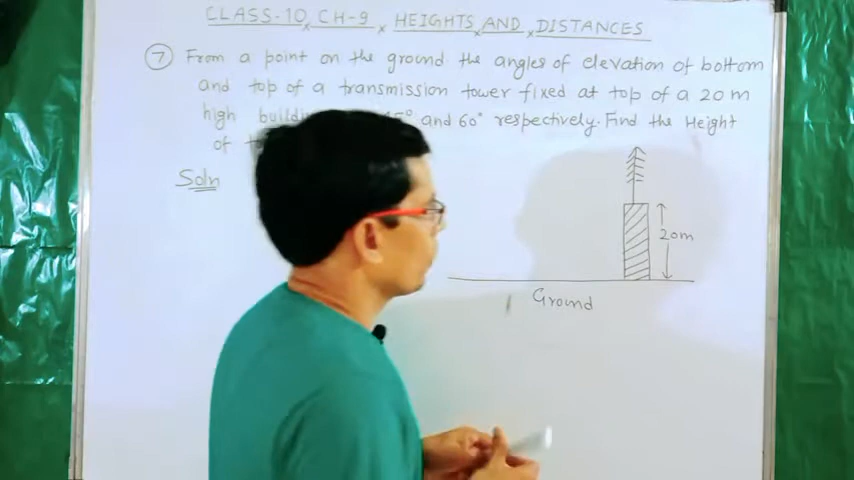 CLASS-10, CH-9, HEIGHTS AND DISTANCES
7 From a point on the ground the angles of elevation of bottom
and top of a transmission tower fixed at top of a 20 m
high and 60° respectively. Find the Height
of
Soln
20m
Ground